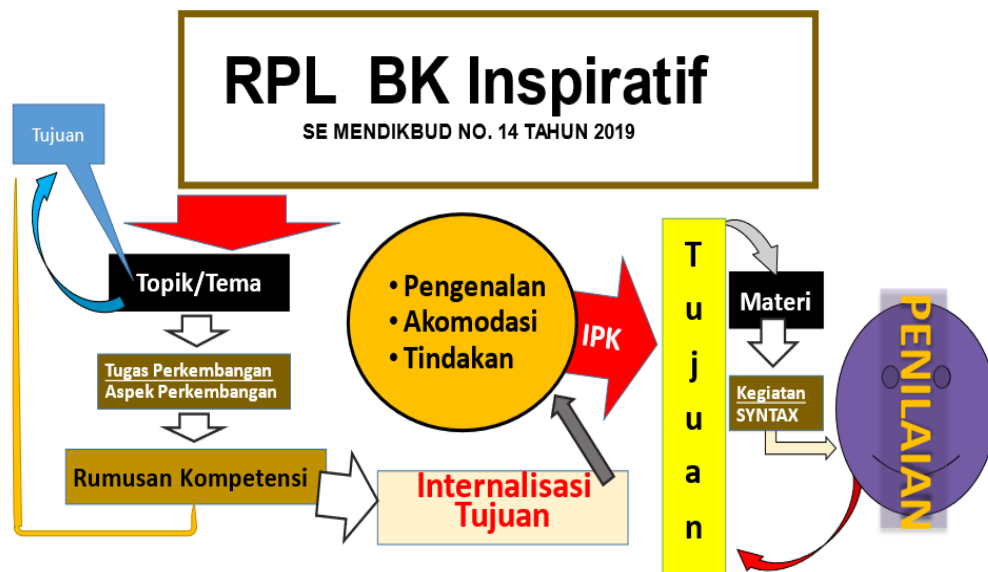 RPL BK Inspiratif
SE MENDIKBUD NO. 14 TAHUN 2019
Tujuan
Topik/Tema
Tugas Perkembangan
Aspek Perkembangan
Rumusan Kompetensi
Internalisasi
Tujuan
• Pengenalan
• Akomodasi
• Tindakan
IPK
Tujuan
Materi
Kegiatan
SYNTAX
PENILAIAN